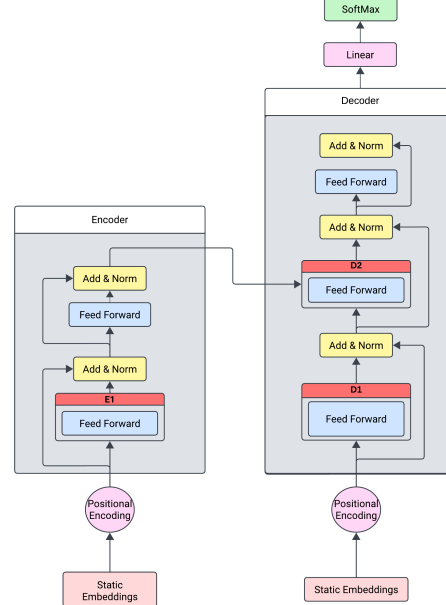 SoftMax
Linear
Decoder
Add & Norm
Feed Forward
Add & Norm
D2
Feed Forward
Add & Norm
D1
Feed Forward
Positional
Encoding
Static Embeddings
Encoder
Add & Norm
Feed Forward
Add & Norm
E1
Feed Forward
Positional
Encoding
Static
Embeddings